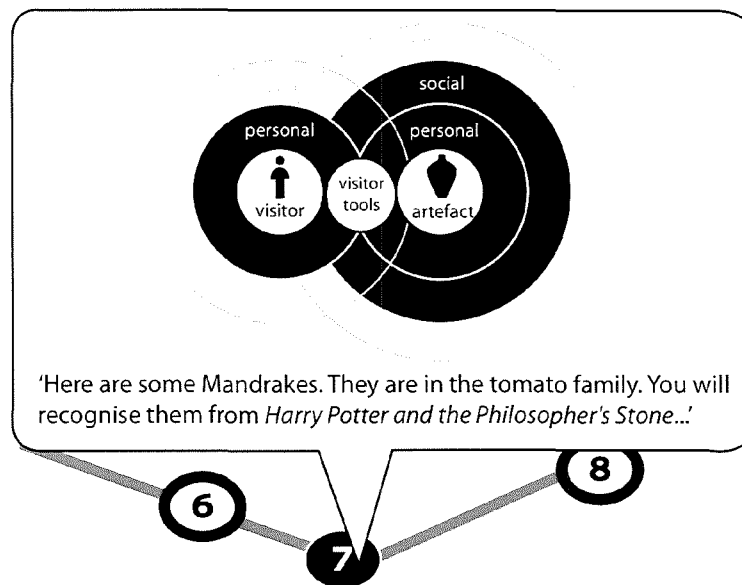 social
personal
personal
visitor
visitor
tools
artefact
'Here are some Mandrakes. They are in the tomato family. You will
recognise them from Harry Potter and the Philosopher's Stone...'
6
7
8